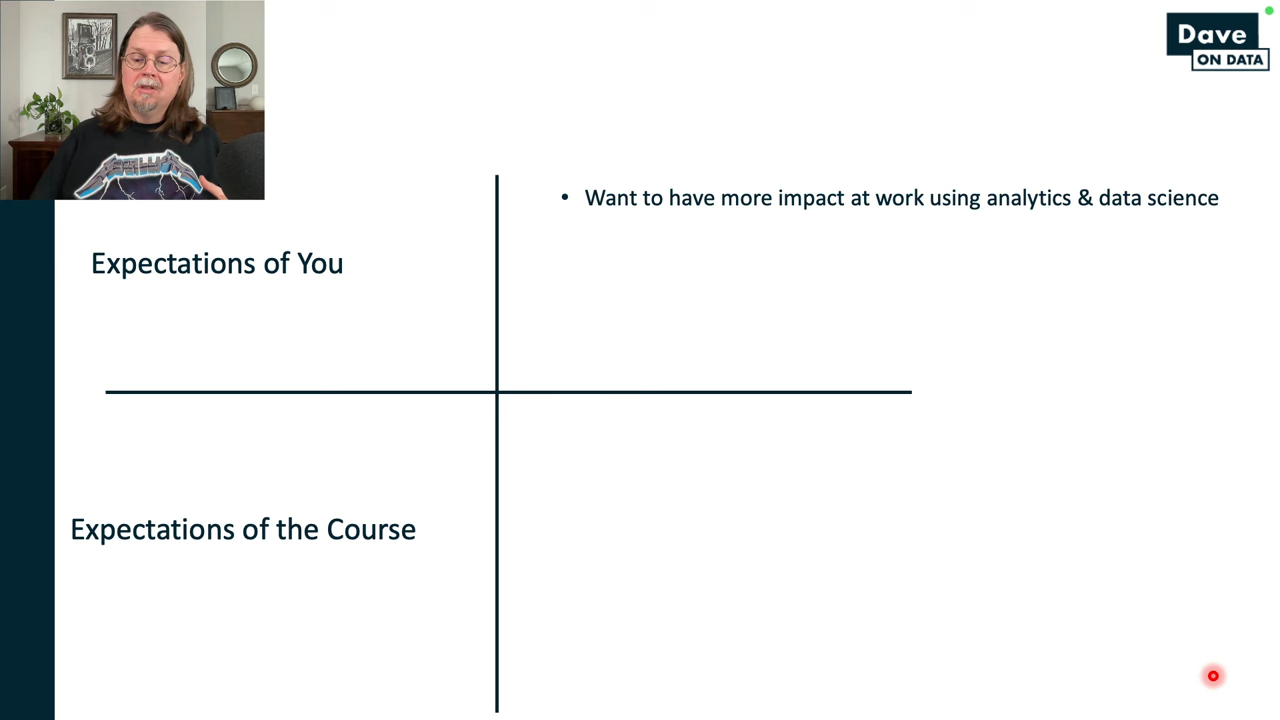 Dave
ON DATA
METALLICA
• Want to have more impact at work using analytics & data science
Expectations of You
Expectations of the Course